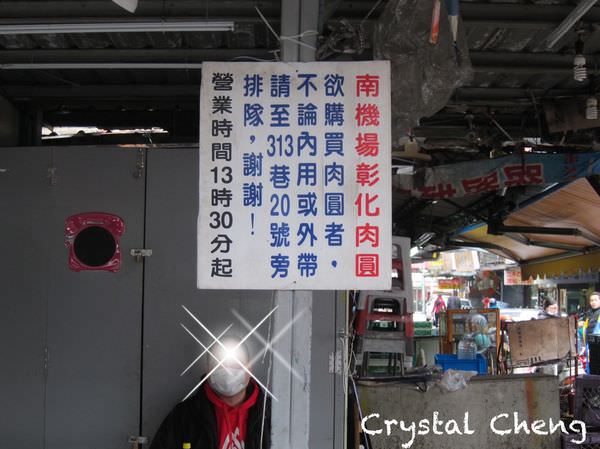 南機場彰化肉圓
欲購買肉圓者，
不論內用或外帶
請至313巷20號旁
排隊，謝謝！
營業時間13時30分起
Crystal Cheng